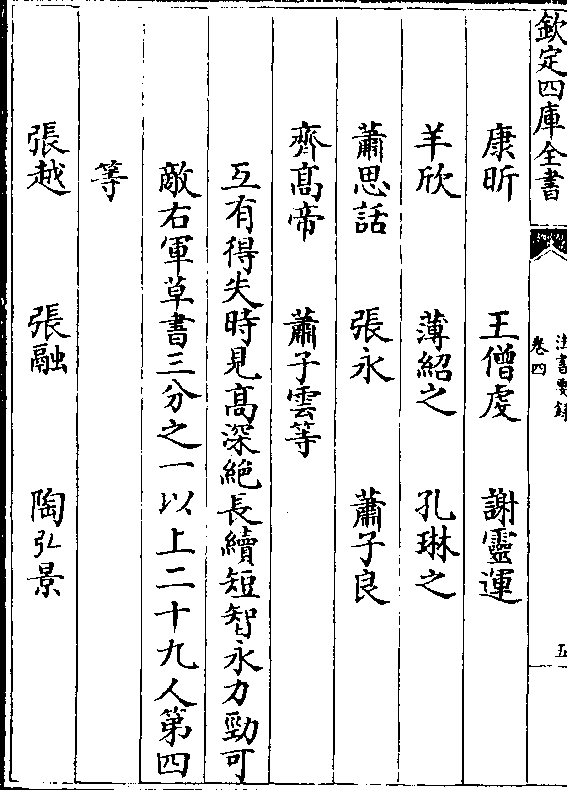 欽定四庫全書
法書要錄
卷四
五
康昕 王僧虔 謝靈運
羊欣 薄紹之 孔琳之
蕭思話 張永 蕭子良
齊髙帝 蕭子雲等
互有得失時見髙深絶長續短智永力勁可
敵右軍草書三分之一以上二十九人第四
等
張越 張融 陶弘景